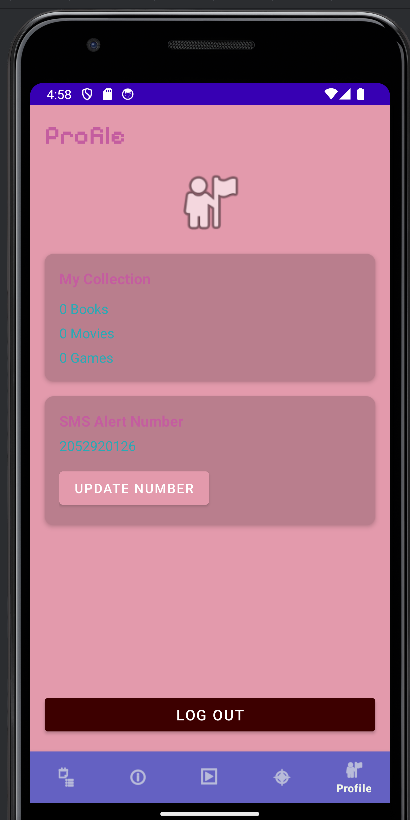 4:58
Profile
My Collection
0 Books
0 Movies
0 Games
SMS Alert Number
2052920126
UPDATE NUMBER
LOG OUT
Profile